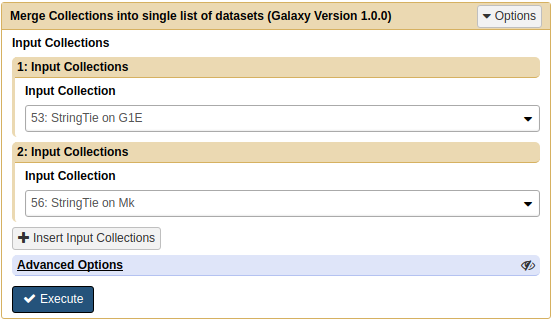 Merge Collections into single list of datasets (Galaxy Version 1.0.0)
Options
Input Collections
1: Input Collections
Input Collection
53: StringTie on G1E
2: Input Collections
Input Collection
56: StringTie on Mk
Insert Input Collections
Advanced Options
Execute